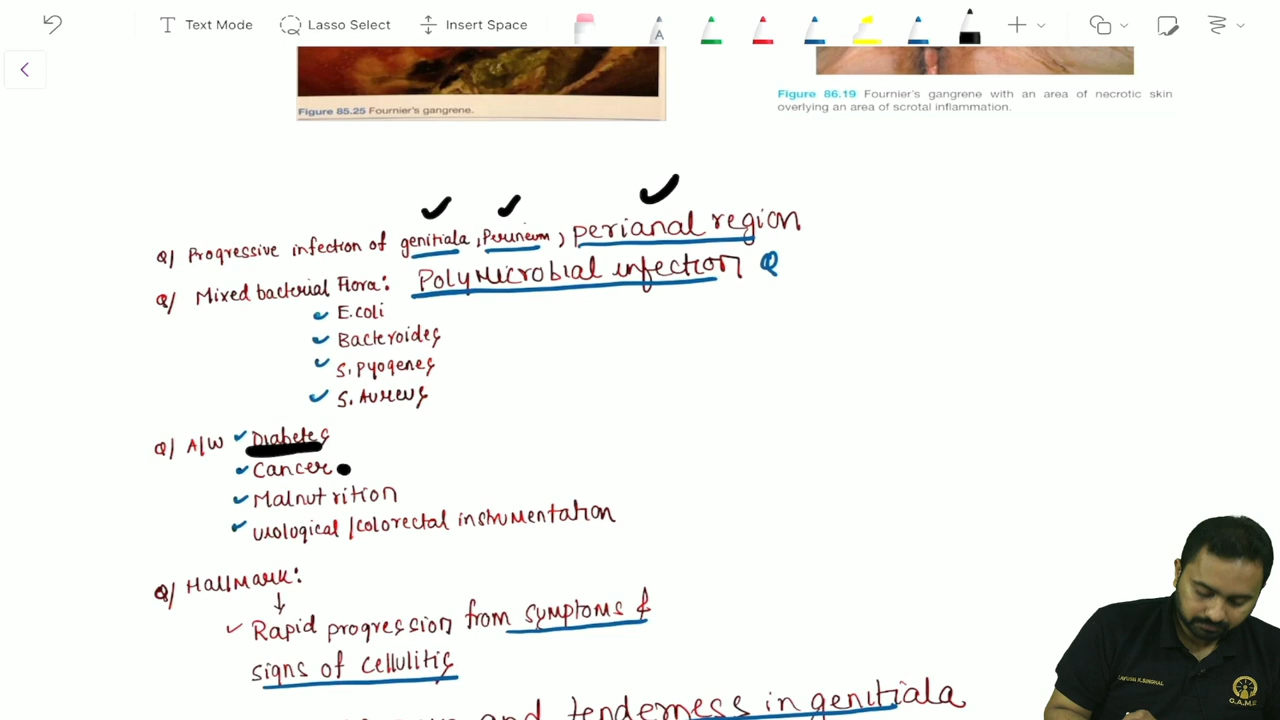 Text Mode Lasso Select Insert Space
Figure 85.25 Fournier's gangrene.
Figure 86.19 Fournier's gangrene with an area of necrotic skin
overlying an area of scrotal inflammation.
Q/ Progressive infection of genitiala, Perineum, perianal region
Q/ Mixed bacterial Flora: Polymicrobial infection Q
E.coli
Bacteroides
S. Pyogenes
S. Aureus
Q/ A/W Diabetes
Cancer
Malnutrition
urological/colorectal instrumentation
Q/ Hallmark:
Rapid progression from symptoms &
signs of cellulitis
and tenderness in genitiala
G.A.M.S